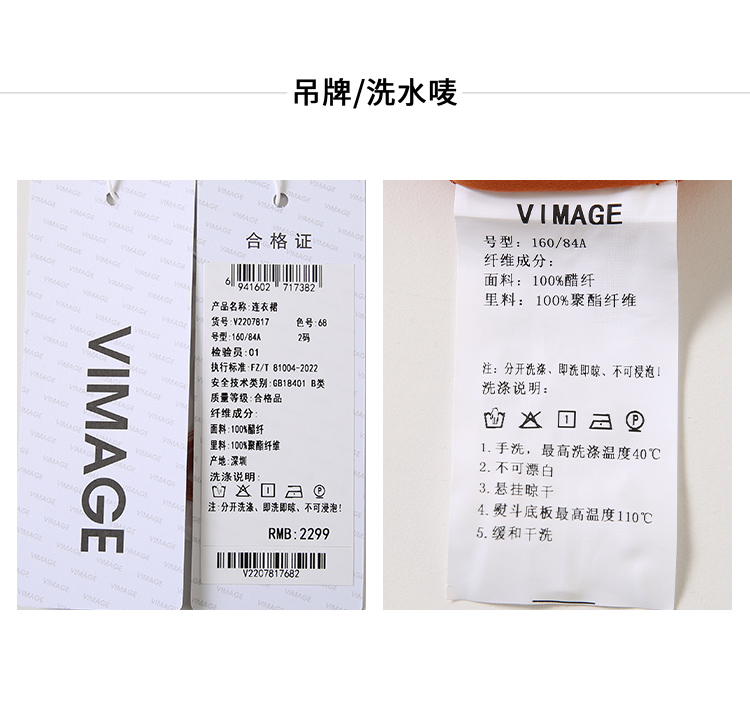 吊牌/洗水唛
VIMAGE
合格证
6 941602 717382
产品名称:连衣裙
货号:V2207817 色号:68
号型:160/84A 2码
检验员:01
执行标准:FZ/T 81004-2022
安全技术类别:GB18401 B类
质量等级:合格品
纤维成分:
面料:100%醋纤
里料:100%聚酯纤维
产地:深圳
洗涤说明:
注:分开洗涤、即洗即晾、不可浸泡!
RMB:2299
V2207817682
VIMAGE
号型:160/84A
纤维成分:
面料:100%醋纤
里料:100%聚酯纤维
注:分开洗涤、即洗即晾、不可浸泡!
洗涤说明:
1.手洗,最高洗涤温度40℃
2.不可漂白
3.悬挂晾干
4.熨斗底板最高温度110℃
5.缓和干洗